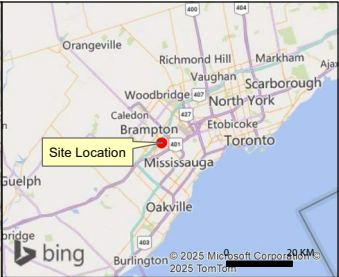 400
404
Orangeville
Richmond Hill
Markham
Vaughan
Ajax
Woodbridge
407
Scarborough
North York
Caledon
427
Brampton
Etobicoke
Site Location
401
Toronto
Mississauga
Guelph
Oakville
bridge
403
bing
Burlington
0 20 KM
© 2025 Microsoft Corporation ©
2025 TomTom